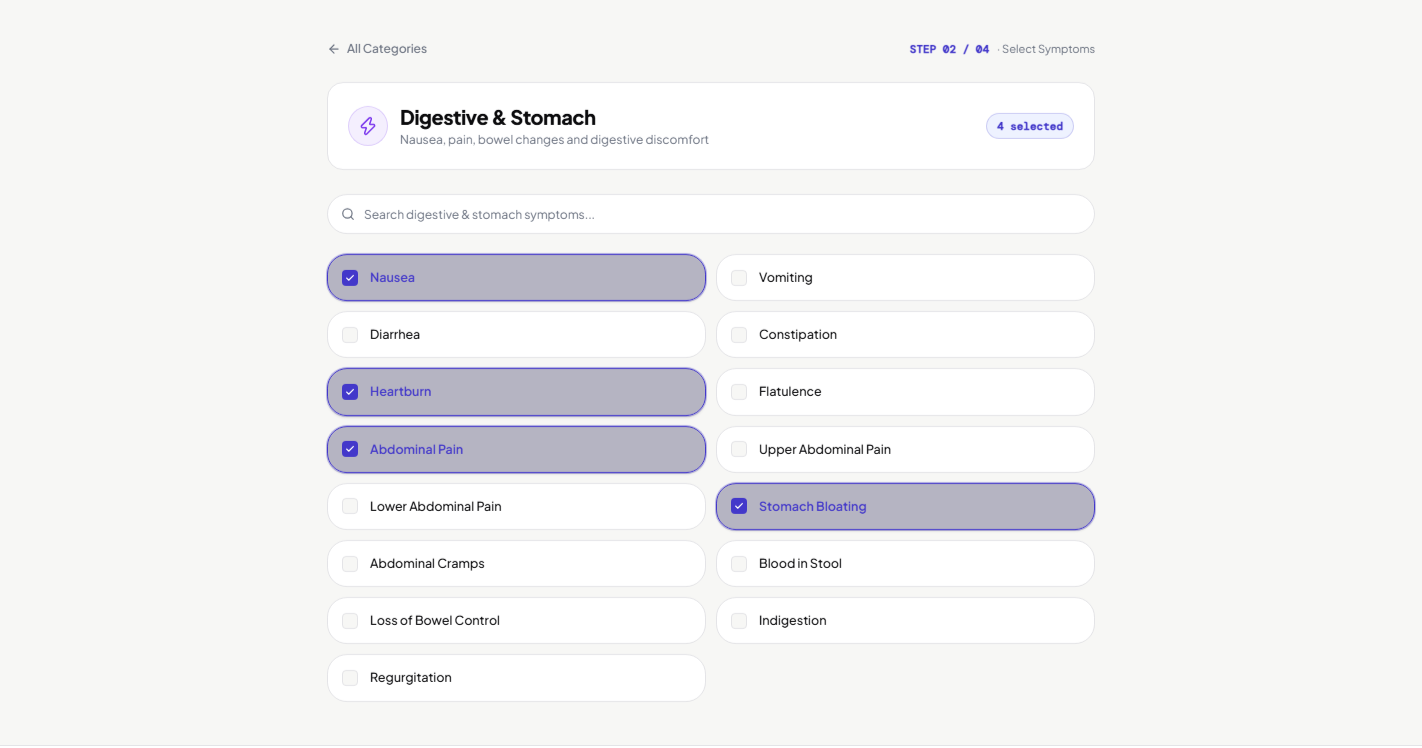 All Categories
STEP 02 / 04 · Select Symptoms
Digestive & Stomach
Nausea, pain, bowel changes and digestive discomfort
4 selected
Search digestive & stomach symptoms...
Nausea
Vomiting
Diarrhea
Constipation
Heartburn
Flatulence
Abdominal Pain
Upper Abdominal Pain
Lower Abdominal Pain
Stomach Bloating
Abdominal Cramps
Blood in Stool
Loss of Bowel Control
Indigestion
Regurgitation